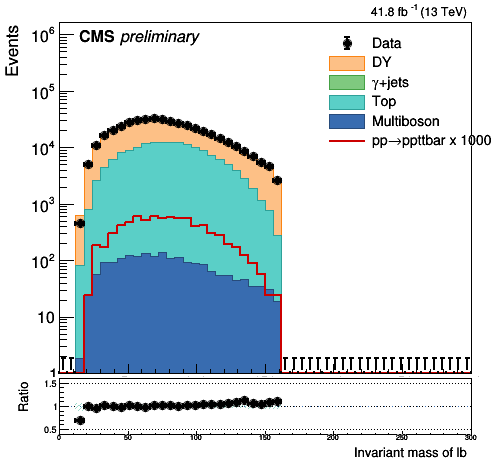 41.8 fb⁻¹ (13 TeV)
CMS preliminary
Events
10⁶
10⁵
10⁴
10³
10²
10
1
Data
DY
γ+jets
Top
Multiboson
pp→ppttbar x 1000
Ratio
1.5
1
0.5
0 50 100 150 200 250 300
Invariant mass of lb